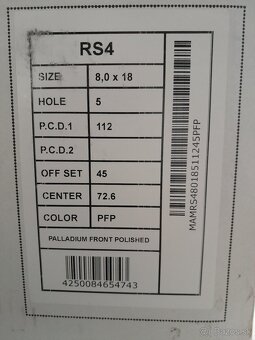 RS4
SIZE 8,0 x 18
HOLE 5
P.C.D.1 112
P.C.D.2
OFF SET 45
CENTER 72.6
COLOR PFP
PALLADIUM FRONT POLISHED
4250084654743
MAMRS48018511245PFP